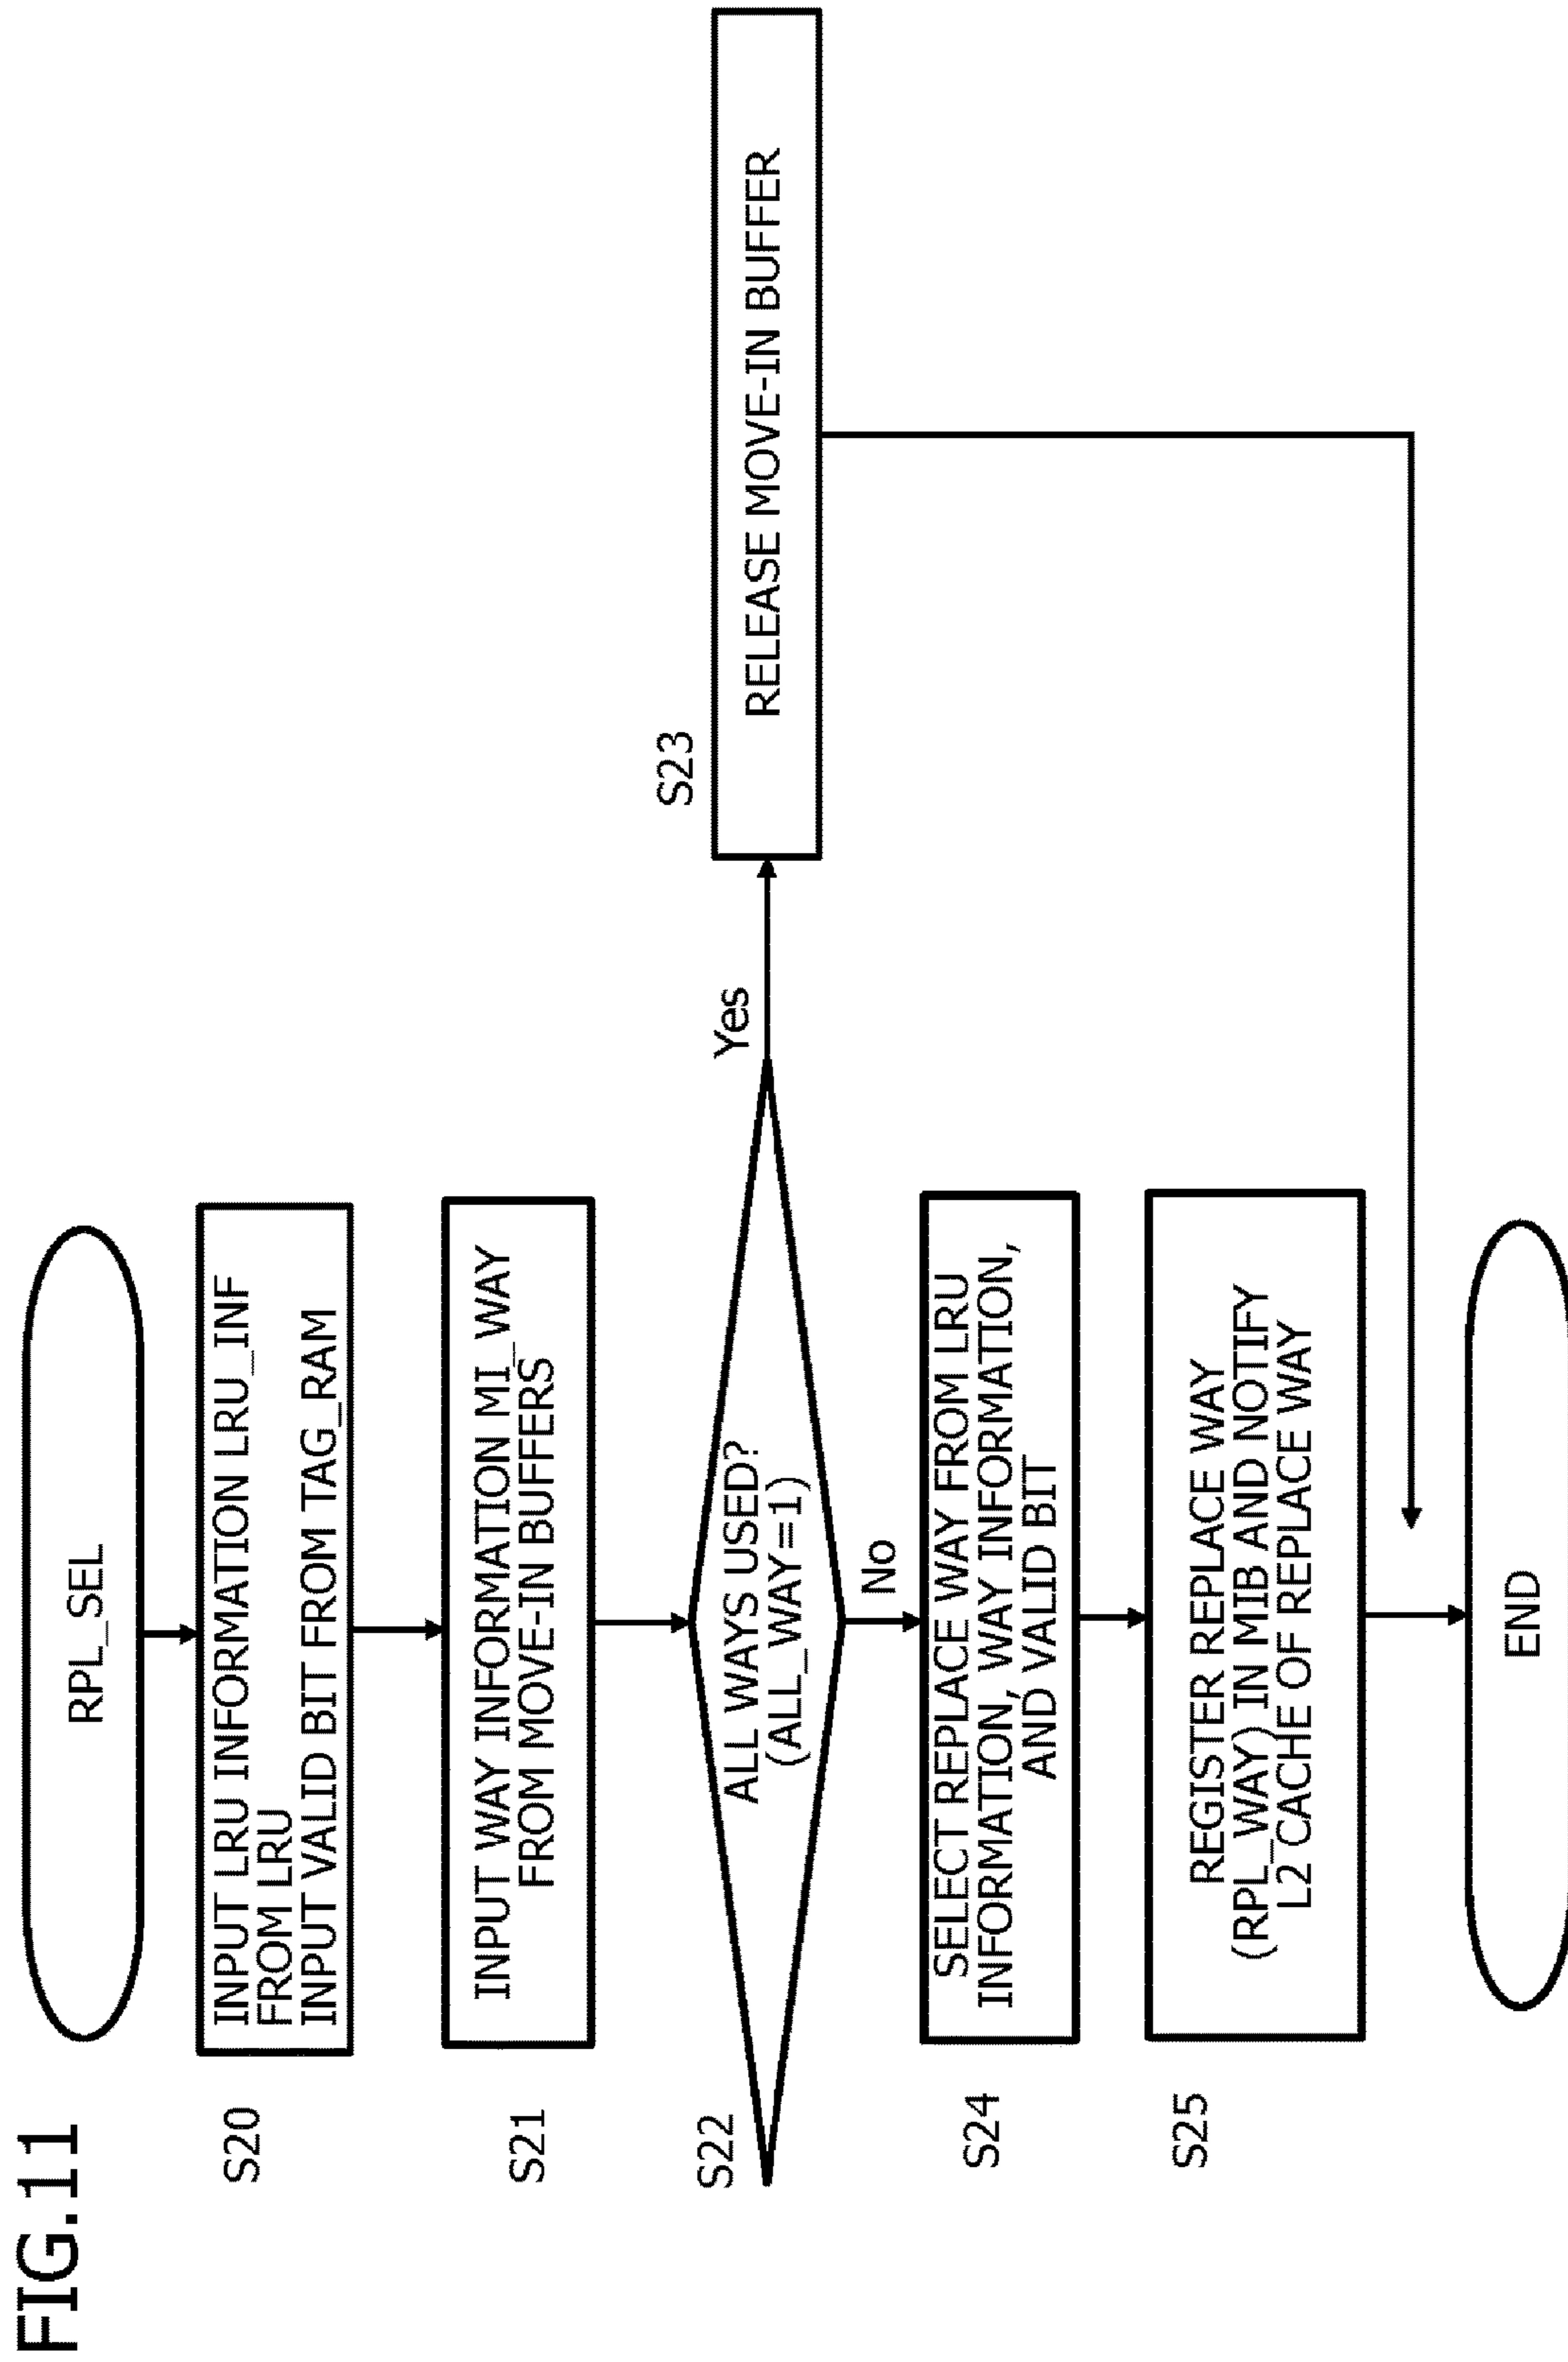 FIG.11
RPL_SEL
S20
INPUT LRU INFORMATION LRU_INF
FROM LRU
INPUT VALID BIT FROM TAG_RAM
S21
INPUT WAY INFORMATION MI_WAY
FROM MOVE-IN BUFFERS
S22
ALL WAYS USED?
(ALL_WAY=1)
Yes
S23
RELEASE MOVE-IN BUFFER
No
S24
SELECT REPLACE WAY FROM LRU
INFORMATION, WAY INFORMATION,
AND VALID BIT
S25
REGISTER REPLACE WAY
(RPL_WAY) IN MIB AND NOTIFY
L2 CACHE OF REPLACE WAY
END